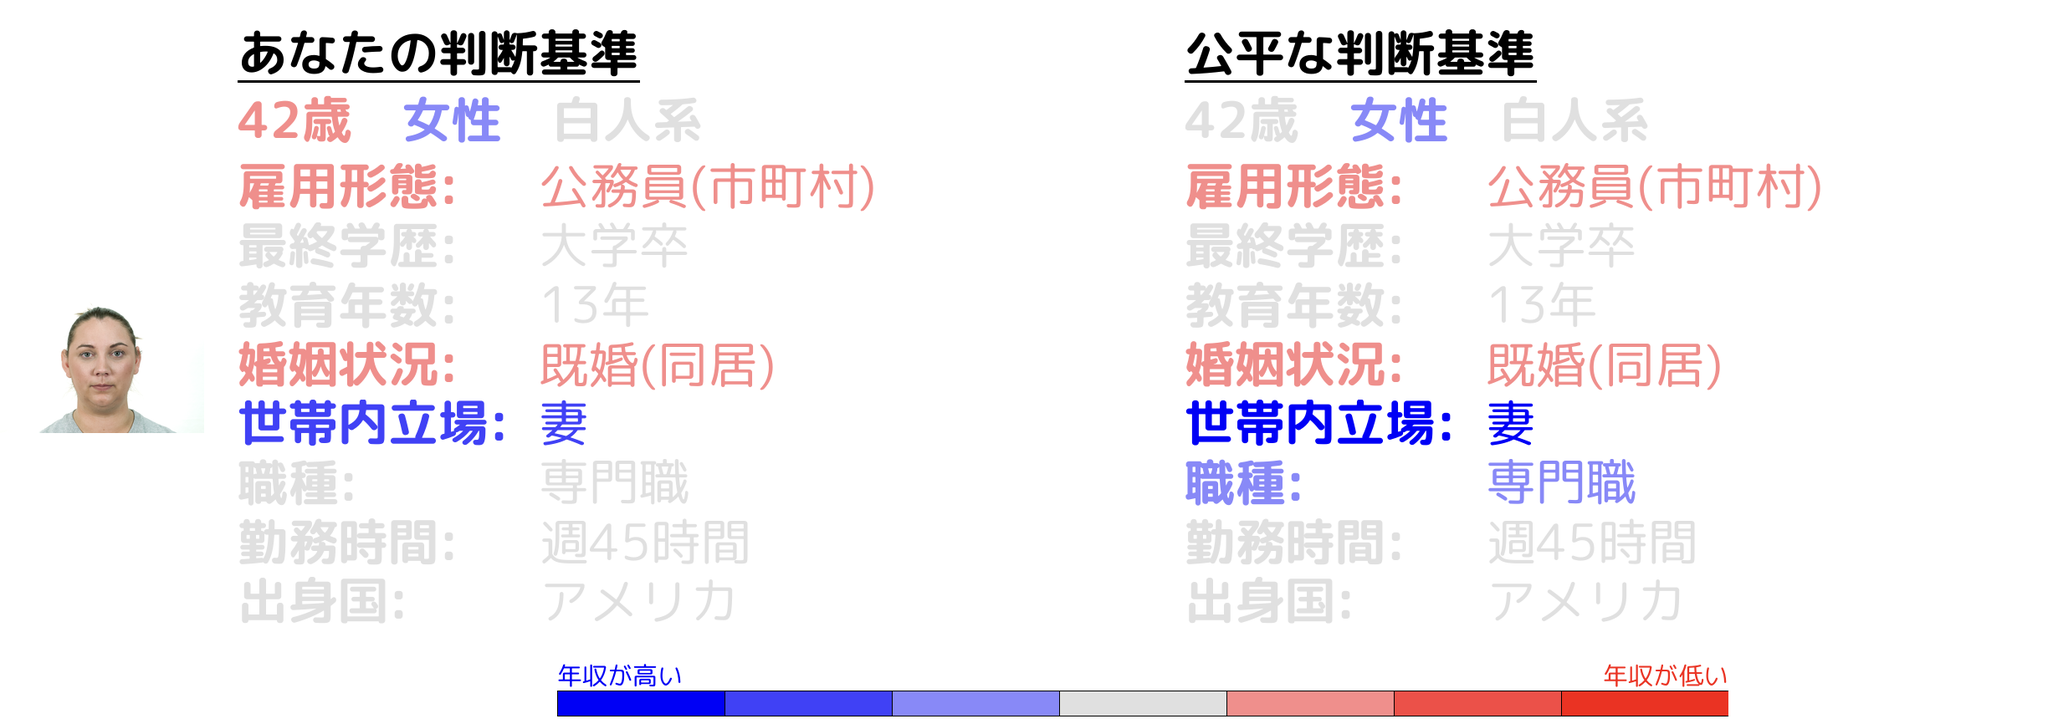 あなたの判断基準
42歳 女性 白人系
雇用形態: 公務員(市町村)
最終学歴: 大学卒
教育年数: 13年
婚姻状況: 既婚(同居)
世帯内立場: 妻
職種: 専門職
勤務時間: 週45時間
出身国: アメリカ
公平な判断基準
42歳 女性 白人系
雇用形態: 公務員(市町村)
最終学歴: 大学卒
教育年数: 13年
婚姻状況: 既婚(同居)
世帯内立場: 妻
職種: 専門職
勤務時間: 週45時間
出身国: アメリカ
年収が高い
年収が低い